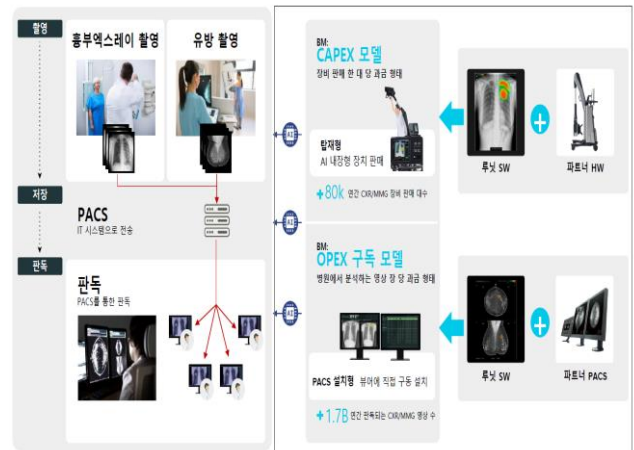 촬영
흉부엑스레이 촬영
유방 촬영
저장
PACS
IT 시스템으로 전송
판독
판독
PACS를 통한 판독
AI
AI
AI
BM:
CAPEX 모델
장비 판매 한 대 당 과금 형태
탑재형
AI 내장형 장치 판매
+80k 연간 CXR/MMG 장비 판매 대수
BM:
OPEX 구독 모델
병원에서 분석하는 영상 장 당 과금 형태
PACS 설치형 뷰어에 직접 구동 설치
+1.7B 연간 판독되는 CXR/MMG 영상 수
루닛 SW
+
파트너 HW
루닛 SW
+
파트너 PACS